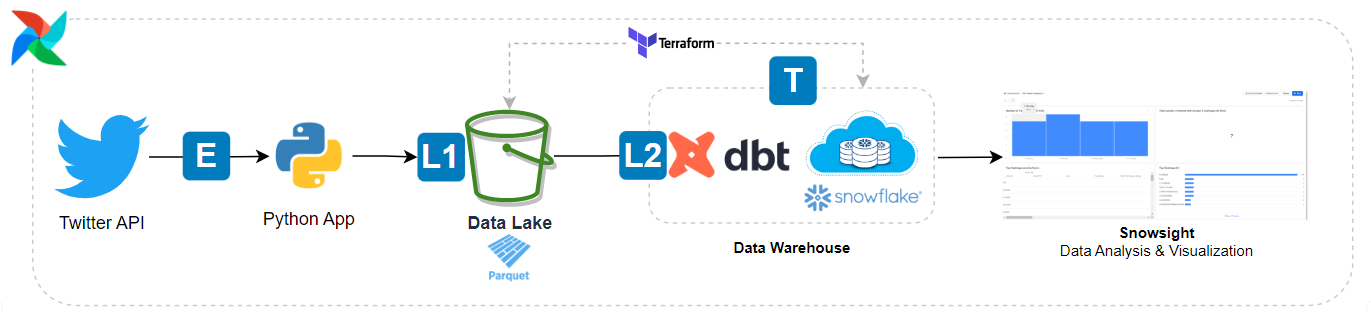 Terraform
T
E
L1
L2
dbt
snowflake®
Twitter API
Python App
Data Lake
Parquet
Data Warehouse
Snowsight
Data Analysis & Visualization